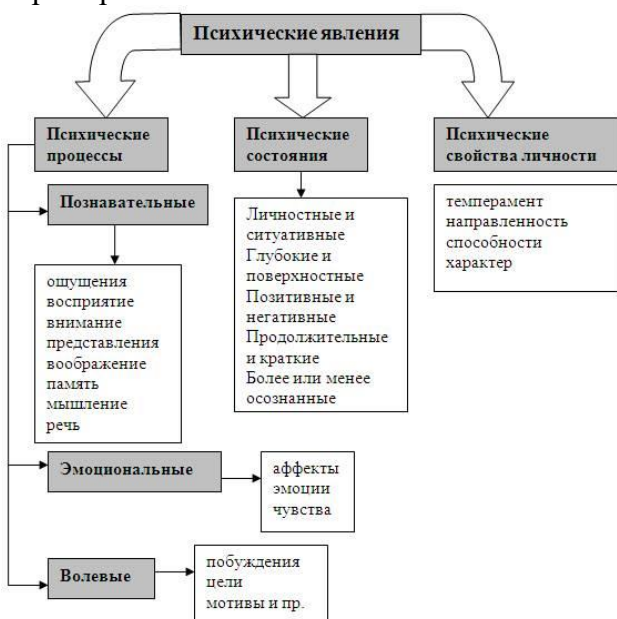 Психические явления
Психические
процессы
Психические
состояния
Психические
свойства личности
Познавательные
ощущения
восприятие
внимание
представления
воображение
память
мышление
речь
Личностные и
ситуативные
Глубокие и
поверхностные
Позитивные и
негативные
Продолжительные
и краткие
Более или менее
осознанные
темперамент
направленность
способности
характер
Эмоциональные
аффекты
эмоции
чувства
Волевые
побуждения
цели
мотивы и пр.